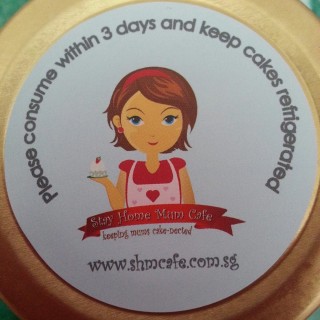 Please consume within 3 days and keep cakes refrigerated
Stay Home Mum Cafe
keeping mums cake-nected
www.shmcafe.com.sg